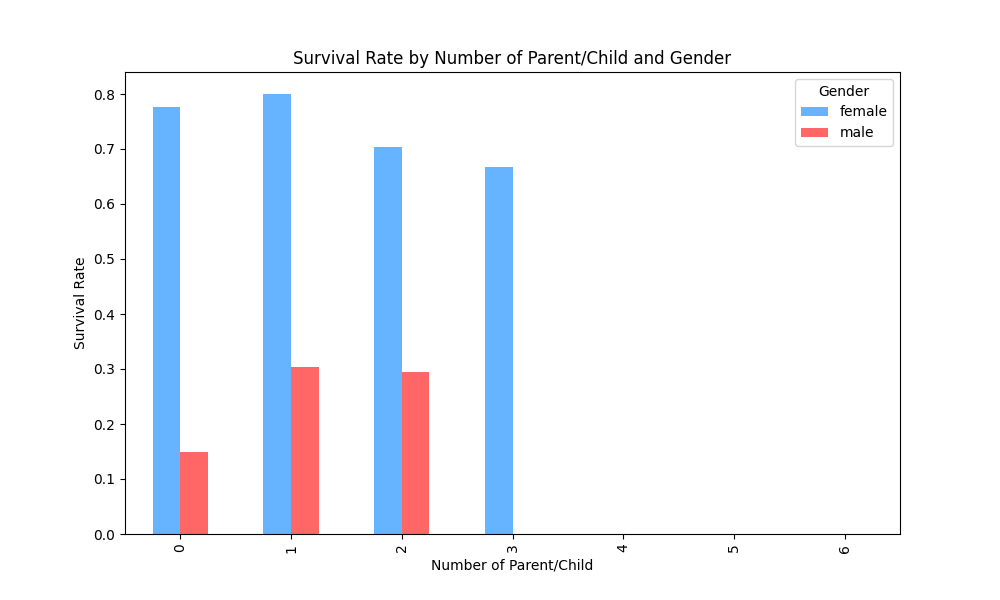 Survival Rate by Number of Parent/Child and Gender
Gender
female
male
Survival Rate
0.8
0.7
0.6
0.5
0.4
0.3
0.2
0.1
0.0
0 1 2 3 4 5 6
Number of Parent/Child